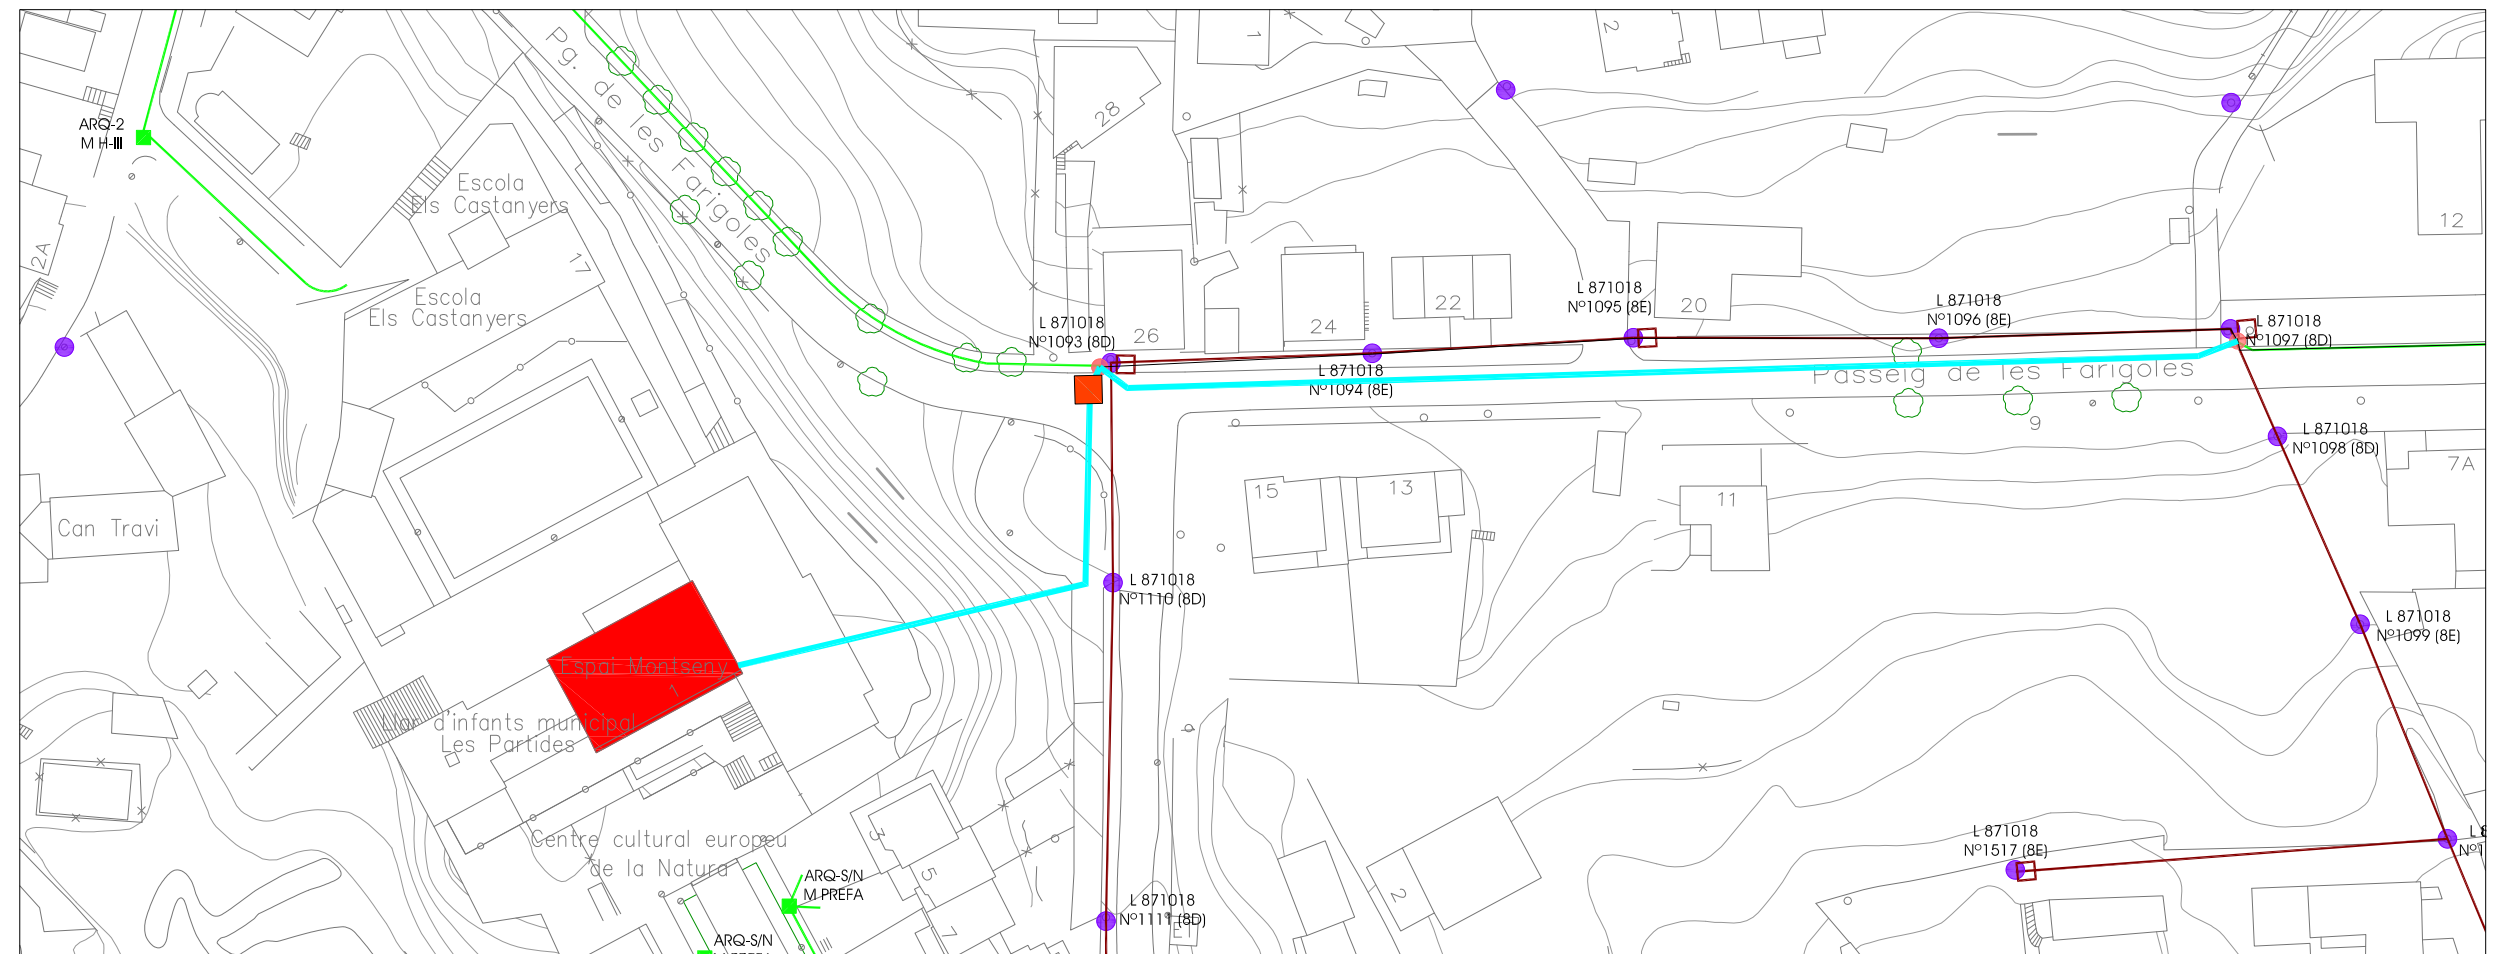 1
2
28
Pg. de les Farigoles
ARQ-2
M H-III
Escola
Els Castanyers
12
2A
17
Escola
Els Castanyers
L 871018
Nº1093 (8D)
26
24
22
L 871018
Nº1095 (8E)
20
L 871018
Nº1096 (8E)
L 871018
Nº1097 (8D)
L 871018
Nº1094 (8E)
Passeig de les Farigoles
9
L 871018
Nº1098 (8D)
7A
15
13
11
Can Travi
L 871018
Nº1110 (8D)
L 871018
Nº1099 (8E)
Espai Montseny
1
Llar d'infants municipal
Les Partides
Centre cultural europeu
de la Natura
3
5
7
2
ARQ-S/N
M PREFA
ARQ-S/N
L 871018
Nº1111 (8D)
ET
L 871018
Nº1517 (8E)
L 8
Nº1